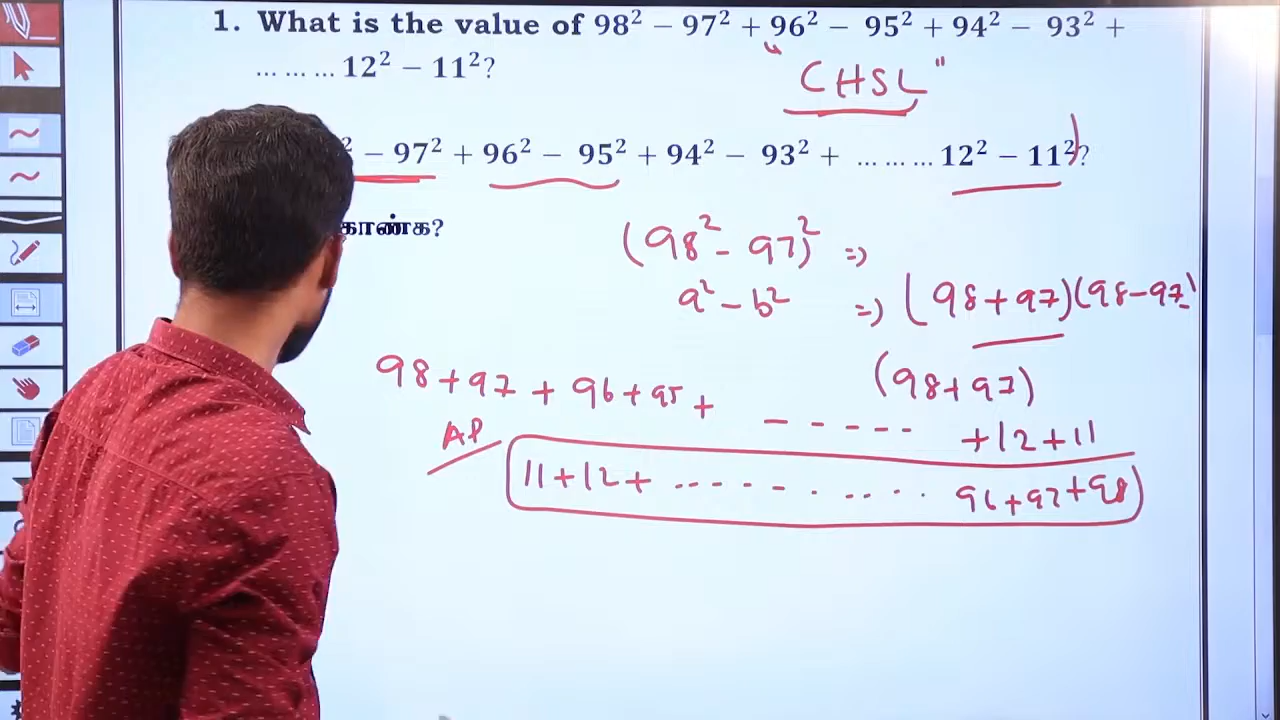 1. What is the value of 98² − 97² + 96² − 95² + 94² − 93² +
... ... ... 12² − 11²?
"CHSL"
² − 97² + 96² − 95² + 94² − 93² + ... ... ... 12² − 11²?
காண்க?
(98² - 97)² ⇒
a² - b² ⇒ (98+97)(98-97)
(98+97)
98+97 + 96+95 + ------ +12+11
AP
11+12+ ............ 96+97+98